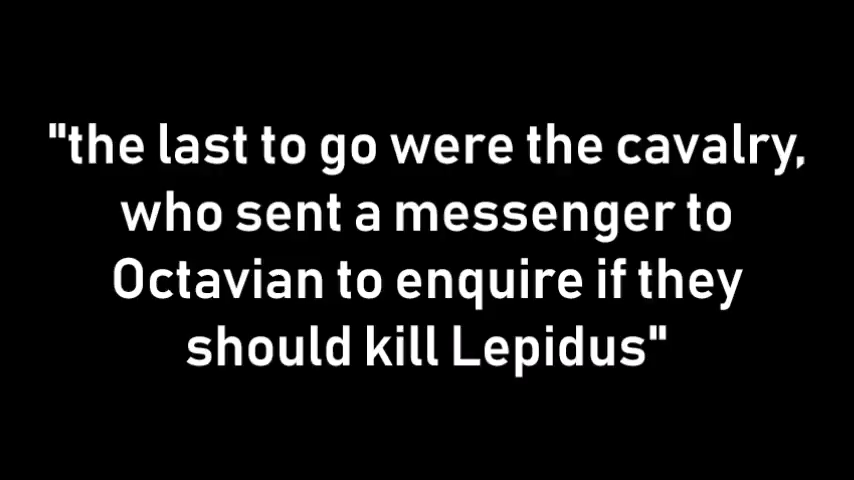 "the last to go were the cavalry,
who sent a messenger to
Octavian to enquire if they
should kill Lepidus"